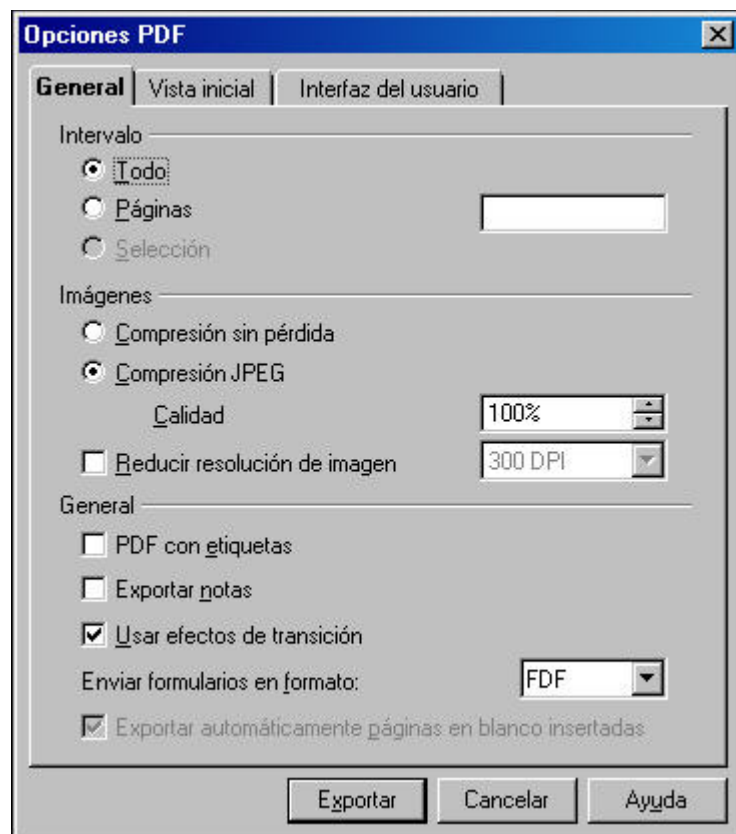 Opciones PDF
General Vista inicial Interfaz del usuario
Intervalo
Todo
Páginas
Selección
Imágenes
Compresión sin pérdida
Compresión JPEG
Calidad 100%
Reducir resolución de imagen 300 DPI
General
PDF con etiquetas
Exportar notas
Usar efectos de transición
Enviar formularios en formato: FDF
Exportar automáticamente páginas en blanco insertadas
Exportar Cancelar Ayuda